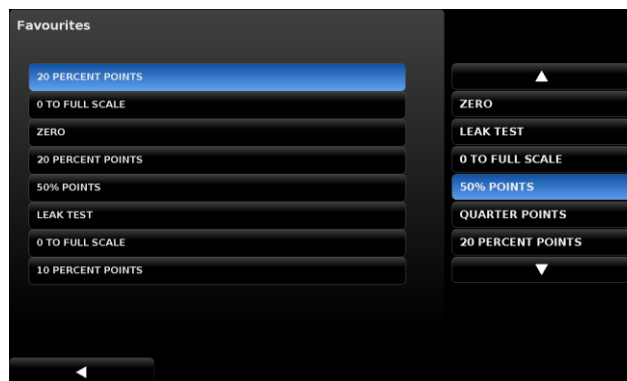 Favourites
20 PERCENT POINTS
0 TO FULL SCALE
ZERO
20 PERCENT POINTS
50% POINTS
LEAK TEST
0 TO FULL SCALE
10 PERCENT POINTS
ZERO
LEAK TEST
0 TO FULL SCALE
50% POINTS
QUARTER POINTS
20 PERCENT POINTS